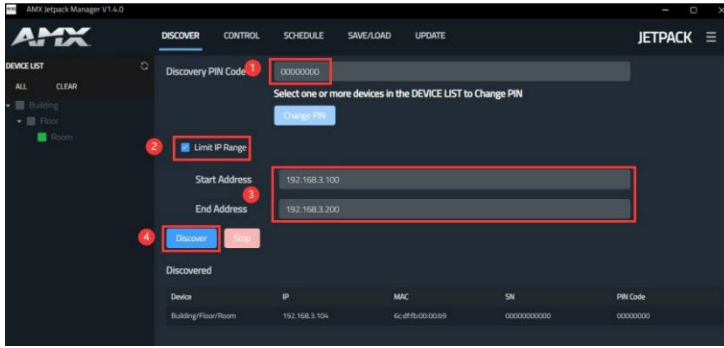 AMX Jetpack Manager V1.4.0
AMX DISCOVER CONTROL SCHEDULE SAVE/LOAD UPDATE JETPACK
DEVICE LIST
ALL CLEAR
Building
Floor
Room
Discovery PIN Code 1 00000000
Select one or more devices in the DEVICE LIST to Change PIN
Change PIN
2 Limit IP Range
Start Address 192.168.3.100
3
End Address 192.168.3.200
4 Discover Stop
Discovered
Device IP MAC SN PIN Code
Building/Floor/Room 192.168.3.104 6c:df:fb:00:00:b9 00000000000 00000000